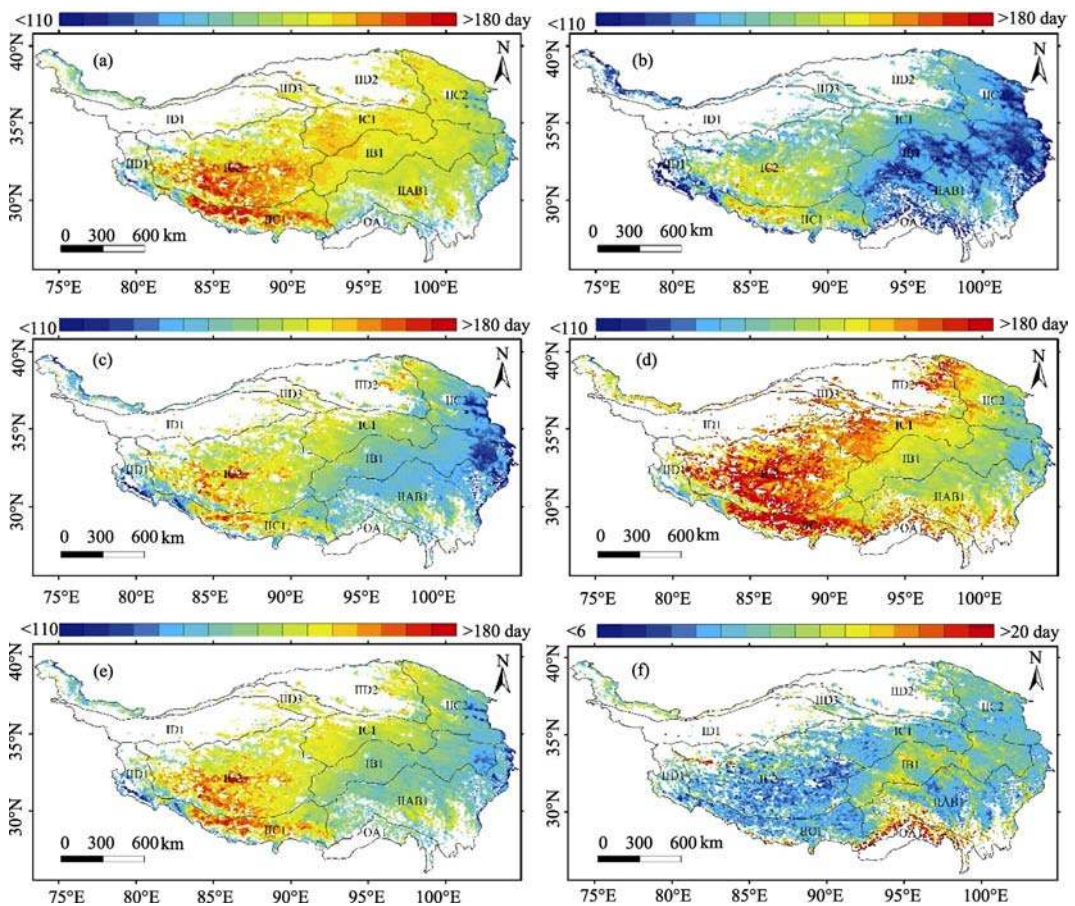 <110 >180 day
(a) N
40°N
IID3 IID2 IIC2
35°N ID1 IC1
IID1 IC2 IB1
30°N IIAB1
IIC1 OA1
0 300 600 km
75°E 80°E 85°E 90°E 95°E 100°E
<110 >180 day
(b) N
40°N
IID3 IID2 IIC2
35°N ID1 IC1
IID1 IC2 IB1
30°N IIAB1
IIC1 OA1
0 300 600 km
75°E 80°E 85°E 90°E 95°E 100°E
<110 >180 day
(c) N
40°N
IID3 IID2 IIC2
35°N ID1 IC1
IID1 IC2 IB1
30°N IIAB1
IIC1 OA1
0 300 600 km
75°E 80°E 85°E 90°E 95°E 100°E
<110 >180 day
(d) N
40°N
IID3 IID2 IIC2
35°N ID1 IC1
IID1 IC2 IB1
30°N IIAB1
IIC1 OA1
0 300 600 km
75°E 80°E 85°E 90°E 95°E 100°E
<110 >180 day
(e) N
40°N
IID3 IID2 IIC2
35°N ID1 IC1
IID1 IC2 IB1
30°N IIAB1
IIC1 OA1
0 300 600 km
75°E 80°E 85°E 90°E 95°E 100°E
<6 >20 day
(f) N
40°N
IID3 IID2 IIC2
35°N ID1 IC1
IID1 IC2 IB1
30°N IIAB1
IIC1 OA1
0 300 600 km
75°E 80°E 85°E 90°E 95°E 100°E